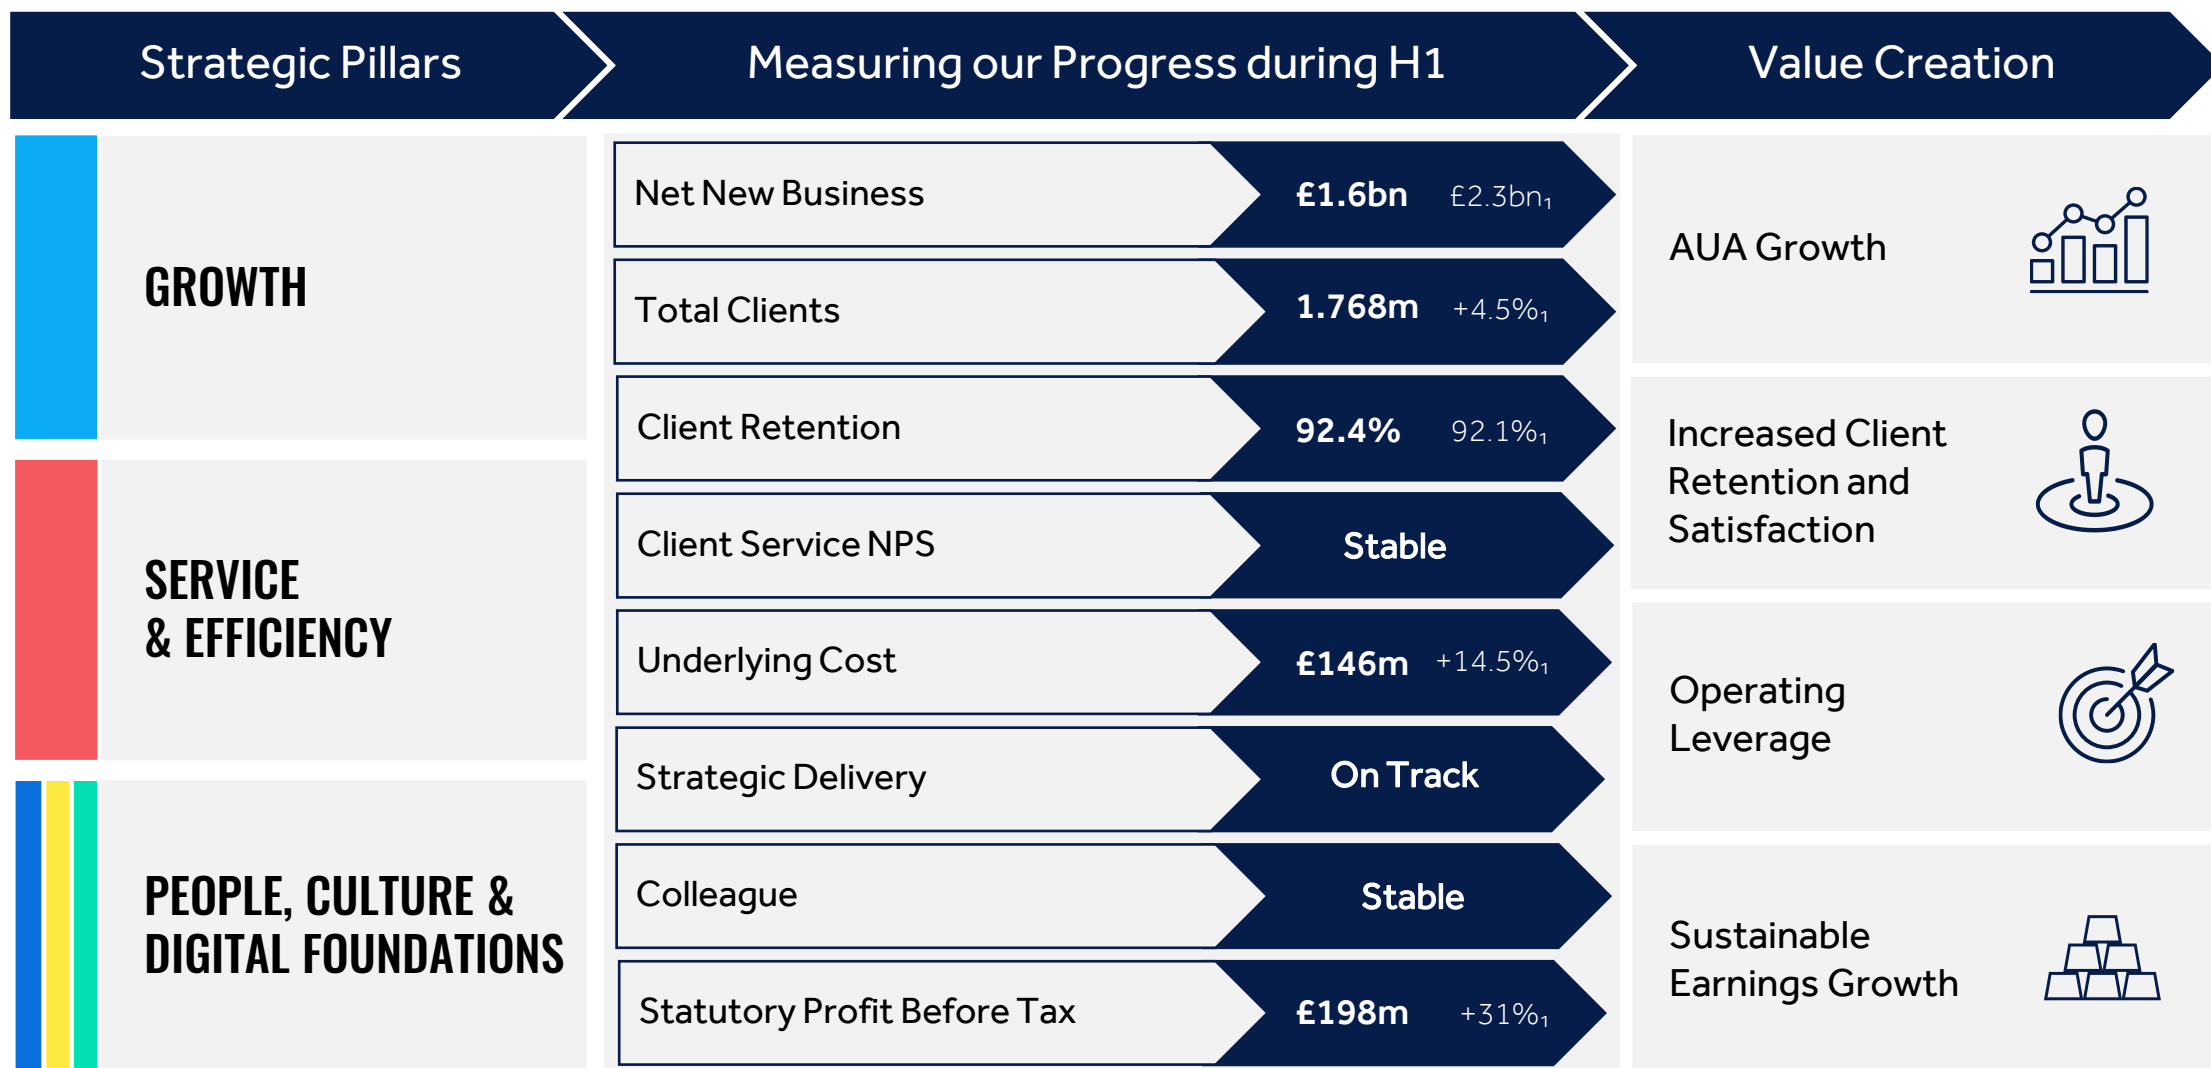 Strategic Pillars
Measuring our Progress during H1
Value Creation
GROWTH
SERVICE
& EFFICIENCY
PEOPLE, CULTURE &
DIGITAL FOUNDATIONS
Net New Business £1.6bn £2.3bn₁
Total Clients 1.768m +4.5%₁
Client Retention 92.4% 92.1%₁
Client Service NPS Stable
Underlying Cost £146m +14.5%₁
Strategic Delivery On Track
Colleague Stable
Statutory Profit Before Tax £198m +31%₁
AUA Growth
Increased Client
Retention and
Satisfaction
Operating
Leverage
Sustainable
Earnings Growth